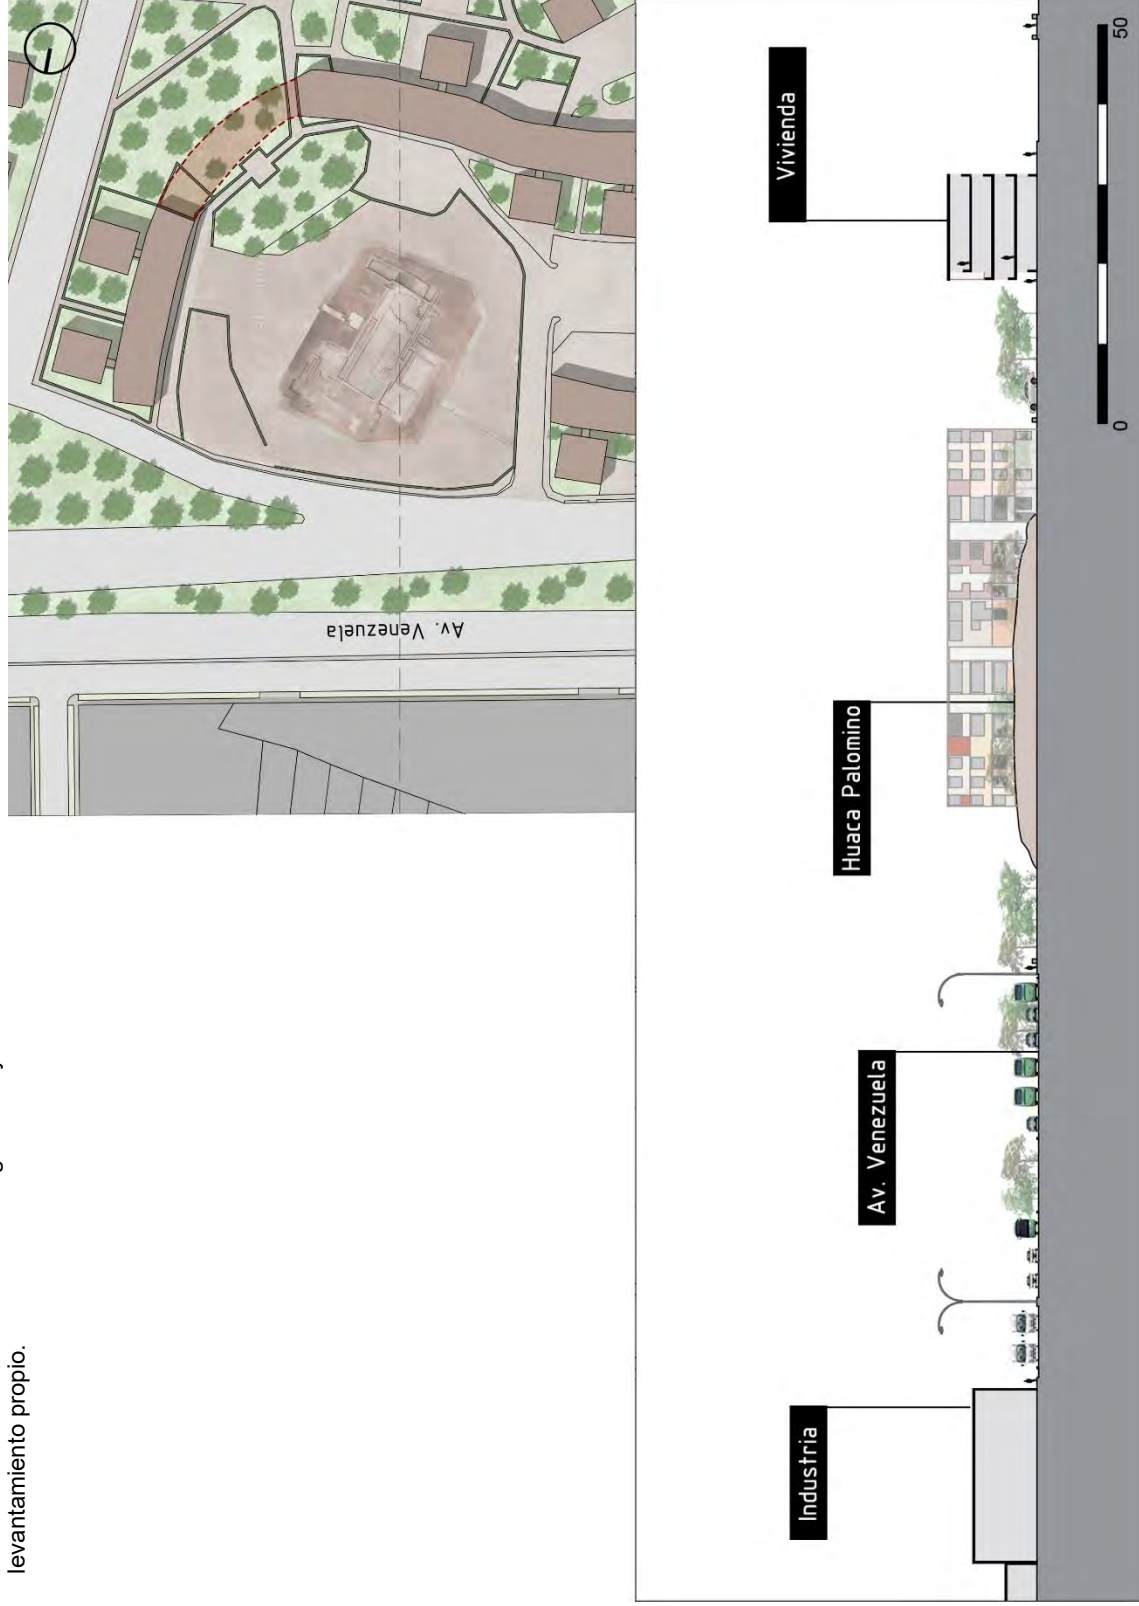 levantamiento propio.
Av. Venezuela
Industria
Av. Venezuela
Huaca Palomino
Vivienda
0
50